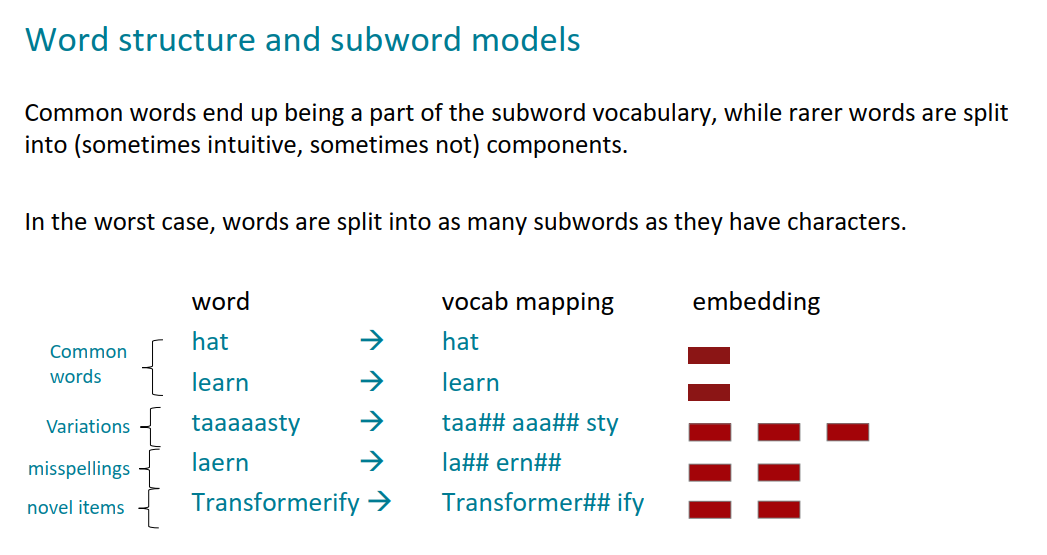 Word structure and subword models
Common words end up being a part of the subword vocabulary, while rarer words are split
into (sometimes intuitive, sometimes not) components.
In the worst case, words are split into as many subwords as they have characters.
word vocab mapping embedding
Common
words
hat → hat
learn → learn
Variations taaaaasty → taa## aaa## sty
misspellings laern → la## ern##
novel items Transformerify → Transformer## ify